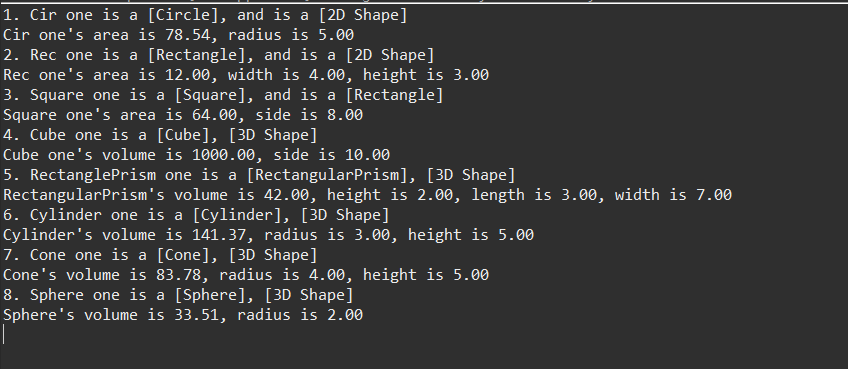 1. Cir one is a [Circle], and is a [2D Shape]
Cir one's area is 78.54, radius is 5.00
2. Rec one is a [Rectangle], and is a [2D Shape]
Rec one's area is 12.00, width is 4.00, height is 3.00
3. Square one is a [Square], and is a [Rectangle]
Square one's area is 64.00, side is 8.00
4. Cube one is a [Cube], [3D Shape]
Cube one's volume is 1000.00, side is 10.00
5. RectanglePrism one is a [RectangularPrism], [3D Shape]
RectangularPrism's volume is 42.00, height is 2.00, length is 3.00, width is 7.00
6. Cylinder one is a [Cylinder], [3D Shape]
Cylinder's volume is 141.37, radius is 3.00, height is 5.00
7. Cone one is a [Cone], [3D Shape]
Cone's volume is 83.78, radius is 4.00, height is 5.00
8. Sphere one is a [Sphere], [3D Shape]
Sphere's volume is 33.51, radius is 2.00